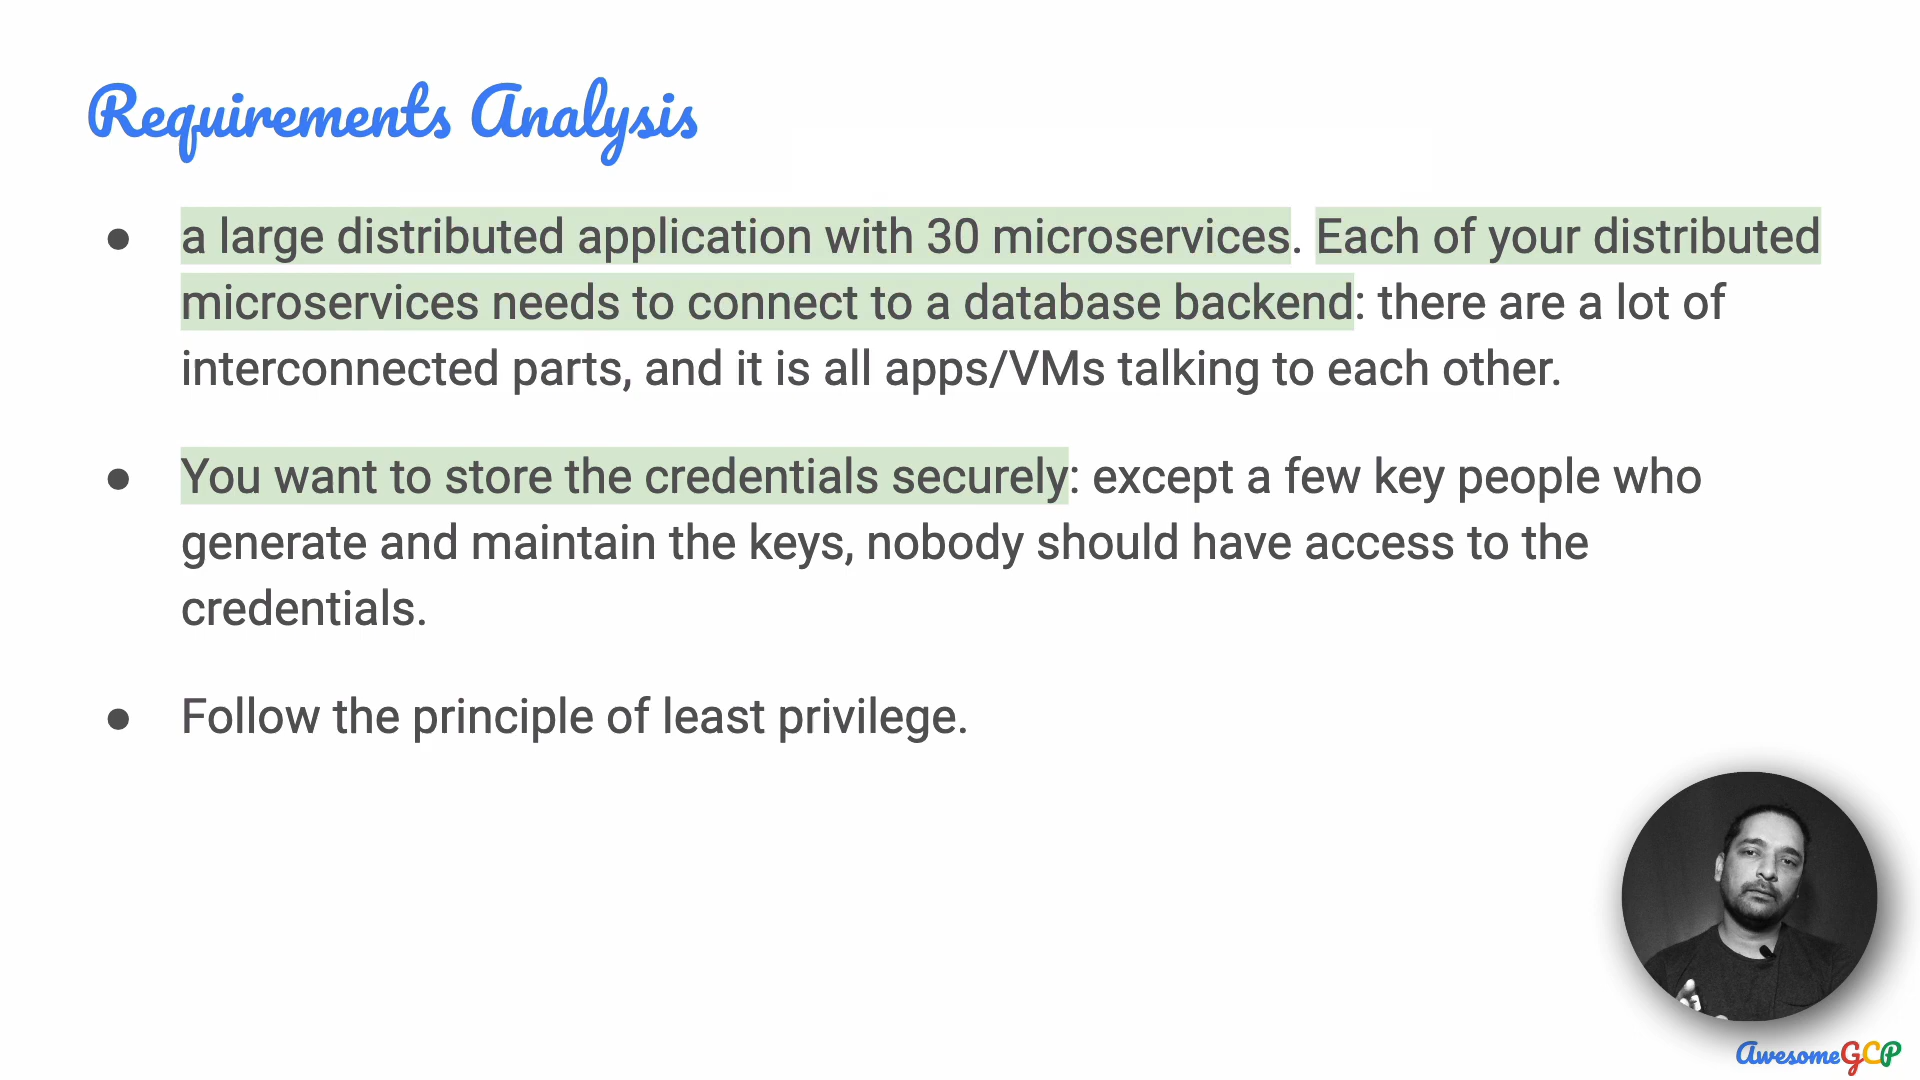 Requirements Analysis
● a large distributed application with 30 microservices. Each of your distributed
microservices needs to connect to a database backend: there are a lot of
interconnected parts, and it is all apps/VMs talking to each other.
● You want to store the credentials securely: except a few key people who
generate and maintain the keys, nobody should have access to the
credentials.
● Follow the principle of least privilege.
AwesomeGCP